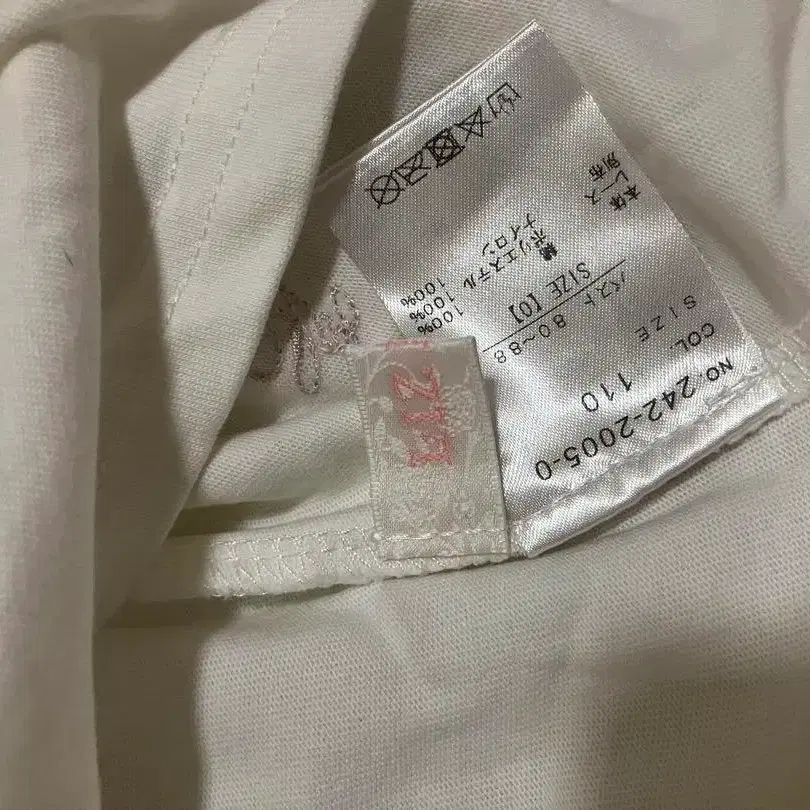 NO 242-2005-0
COL 110
SIZE
バスト 80~88
SIZE [0]
本体 綿 100%
レース ポリエステル 100%
別布 ナイロン 100%
LIZ